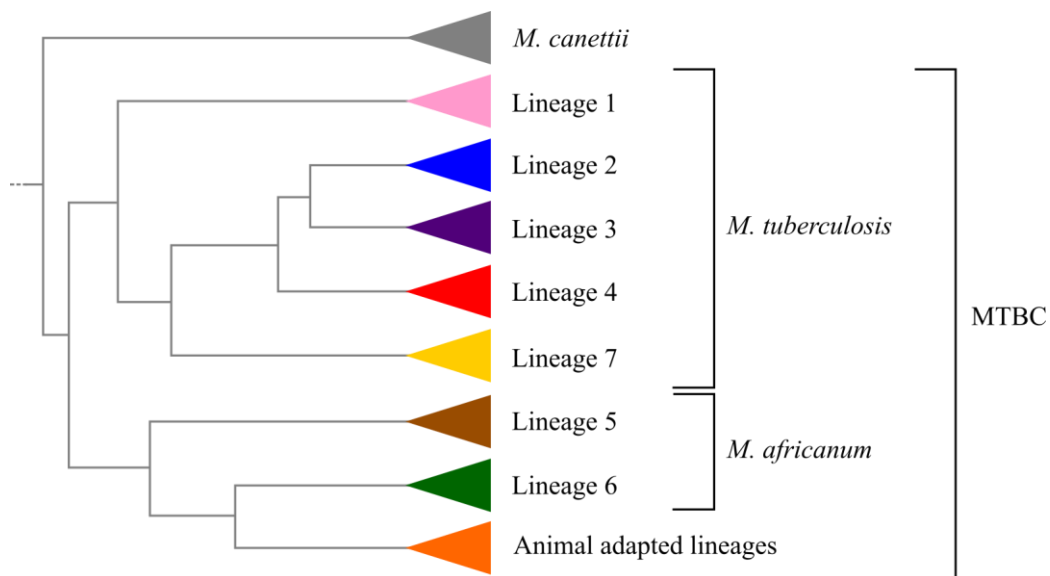 M. canettii
Lineage 1
Lineage 2
Lineage 3
M. tuberculosis
Lineage 4
MTBC
Lineage 7
Lineage 5
M. africanum
Lineage 6
Animal adapted lineages